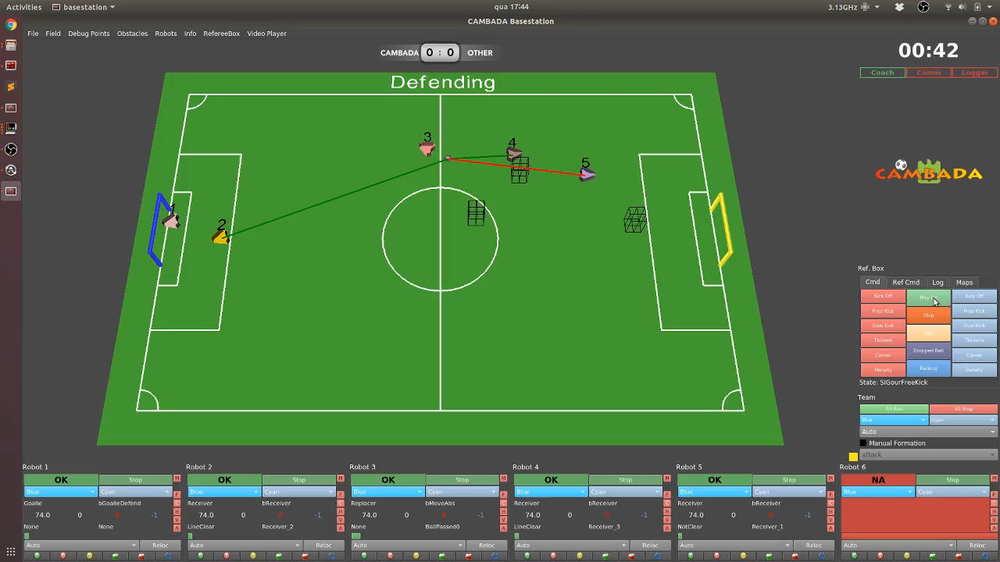 Activities basestation qua 17:44 3.13GHz
CAMBADA Basestation
File Field Debug Points Obstacles Robots Info RefereeBox Video Player
CAMBADA 0 : 0 OTHER
00:42
Coach Comm Logger
Defending
3
4
5
1
2
CAMBADA
Ref. Box
Cmd Ref Cmd Log Maps
Kick Off Play Kick Off
Free Kick Stop Free Kick
Goal Kick Halt Goal Kick
Throwin Dropped Ball Throwin
Corner Parking Corner
Penalty Penalty
State: SIGourFreeKick
Team
All Run All Stop
Blue Cyan
Auto
Manual Formation
attack
Robot 1 Robot 2 Robot 3 Robot 4 Robot 5 Robot 6
OK Stop M OK Stop M OK Stop M OK Stop M OK Stop M NA Stop M
Blue Cyan F Blue Cyan F Blue Cyan F Blue Cyan F Blue Cyan F Blue Cyan F
Goalie bGoalieDefend C Receiver bReceiver C Replacer bMoveAbs C Receiver bReceiver C Receiver bReceiver C C
74.0 0 -1 H 74.0 0 0 -1 H 74.0 0 -1 H 74.0 0 0 -1 H 74.0 0 0 -1 H H
None None V A LineClear Receiver_2 V A None BallPassed0 V A LineClear Receiver_3 V A NotClear Receiver_1 V A V A
Auto Reloc Auto Reloc Auto Reloc Auto Reloc Auto Reloc Auto Reloc